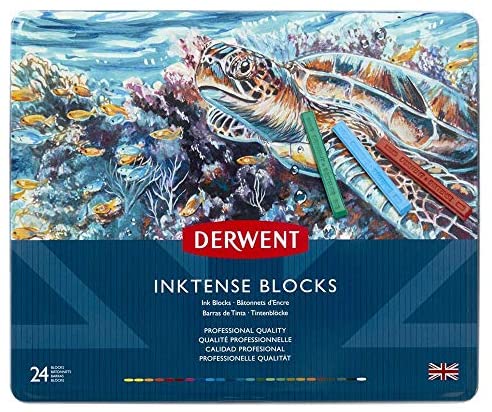 DERWENT
INKTENSE BLOCKS
Ink Blocks • Bâtonnets d'Encre
Barras de Tinta • Tintenblöcke
PROFESSIONAL QUALITY
QUALITÉ PROFESSIONNELLE
CALIDAD PROFESIONAL
PROFESSIONELLE QUALITÄT
24 BLOCKS
BÂTONNETS
BARRAS
BLÖCKE